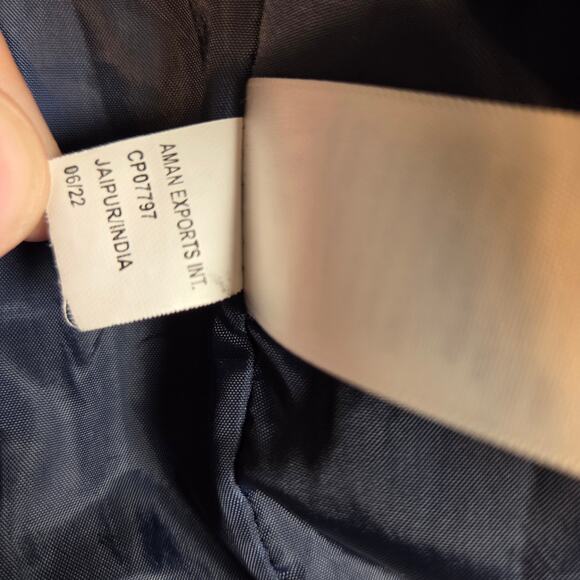 AMAN EXPORTS INT.
CP07797
JAIPUR/INDIA
06/22